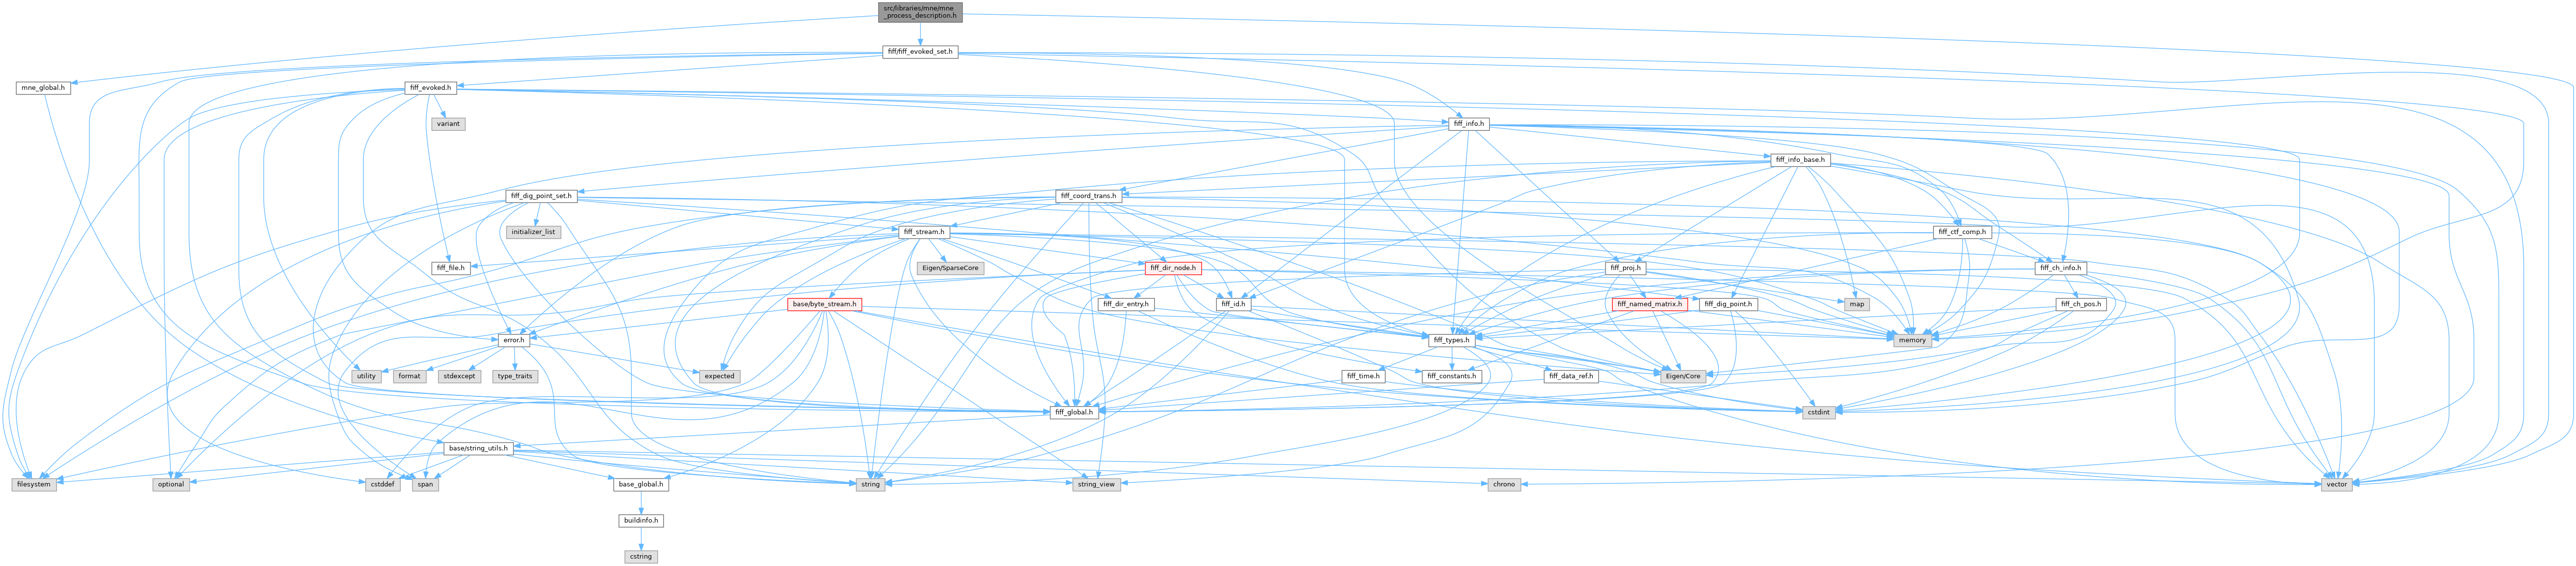 src/libraries/mne/mne
_process_description.h
fiff/fiff_evoked_set.h
mne_global.h
fiff_evoked.h
variant
fiff_info.h
fiff_info_base.h
fiff_dig_point_set.h
fiff_coord_trans.h
initializer_list
fiff_stream.h
fiff_ctf_comp.h
fiff_file.h
Eigen/SparseCore
fiff_dir_node.h
fiff_proj.h
fiff_ch_info.h
base/byte_stream.h
fiff_dir_entry.h
fiff_id.h
fiff_named_matrix.h
fiff_dig_point.h
map
fiff_ch_pos.h
error.h
fiff_types.h
memory
utility
format
stdexcept
type_traits
expected
fiff_time.h
fiff_constants.h
fiff_data_ref.h
Eigen/Core
fiff_global.h
cstdint
base/string_utils.h
filesystem
optional
cstddef
span
base_global.h
string
string_view
chrono
vector
buildinfo.h
cstring